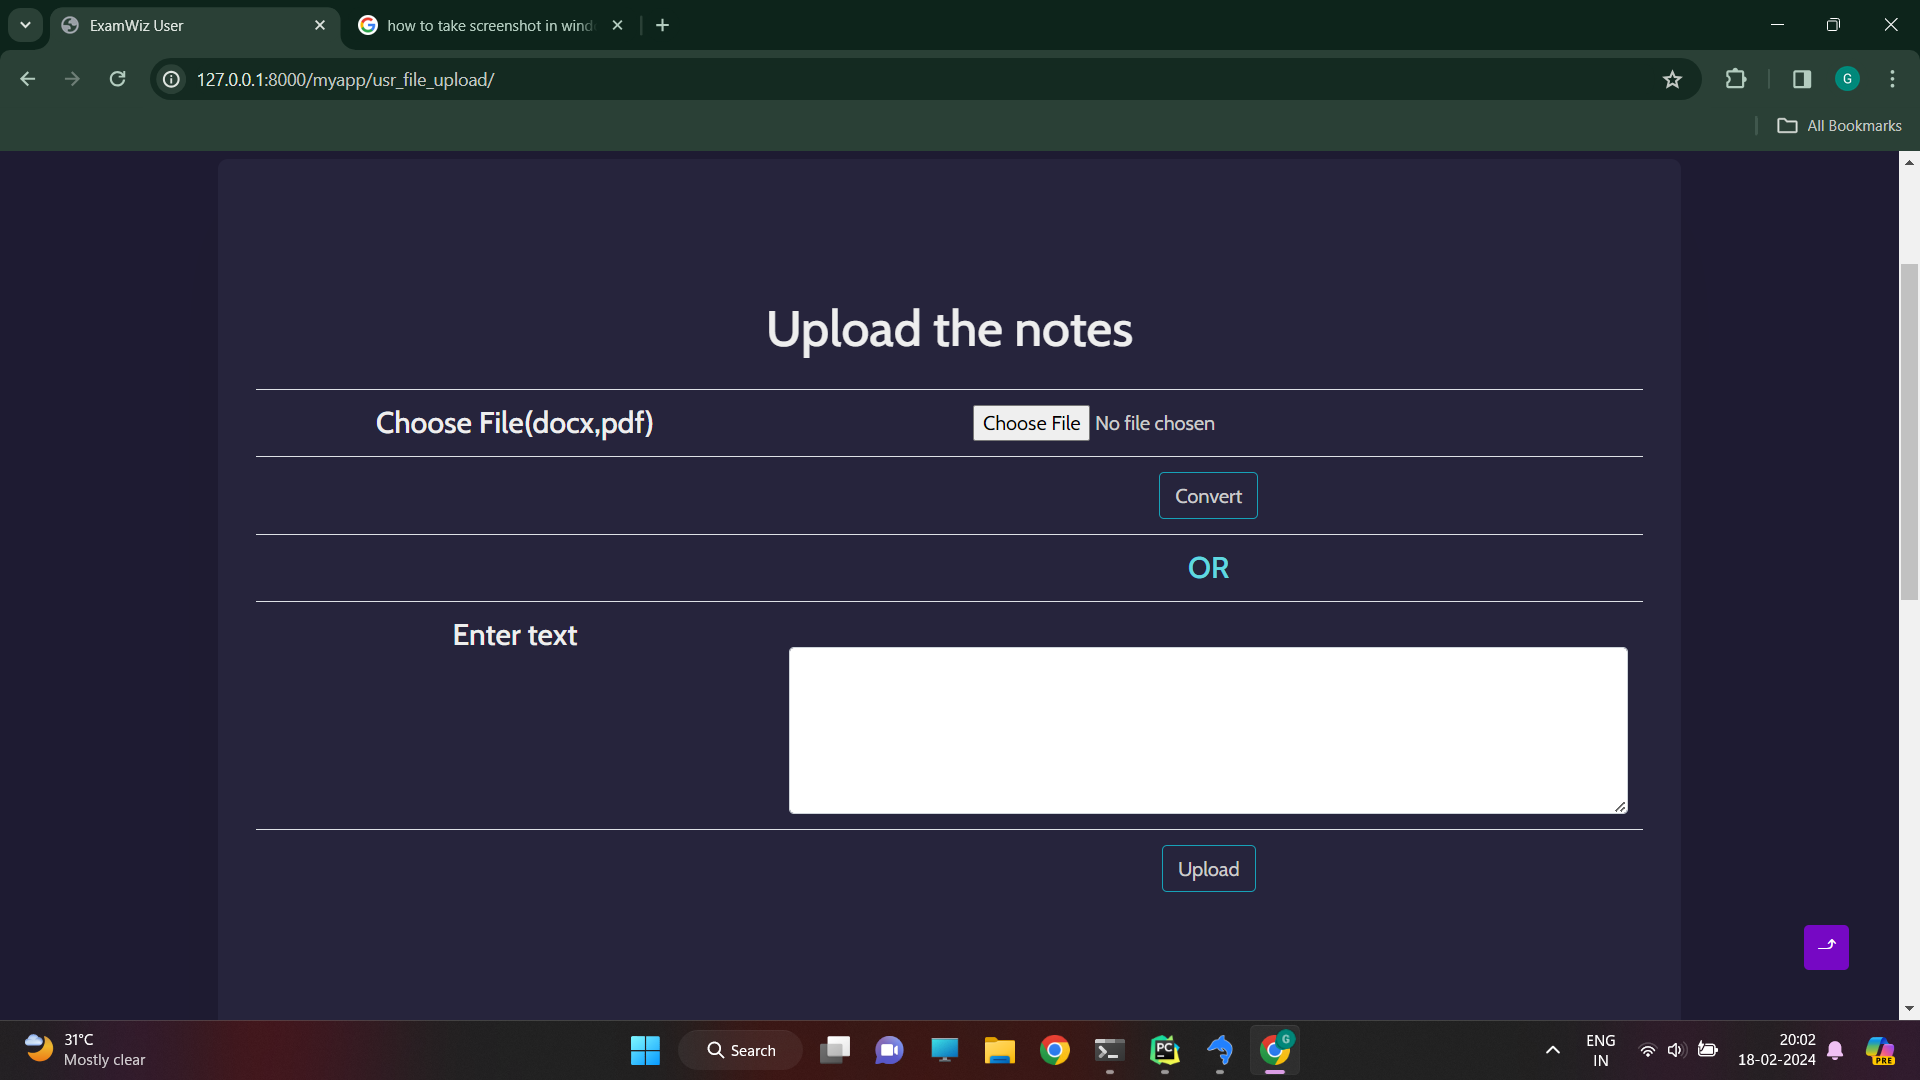 ExamWiz User
how to take screenshot in wind
127.0.0.1:8000/myapp/usr_file_upload/
G
All Bookmarks
Upload the notes
Choose File(docx,pdf)
Choose File No file chosen
Convert
OR
Enter text
Upload
31°C
Mostly clear
Search
PC
G
ENG
IN
20:02
18-02-2024
PRE